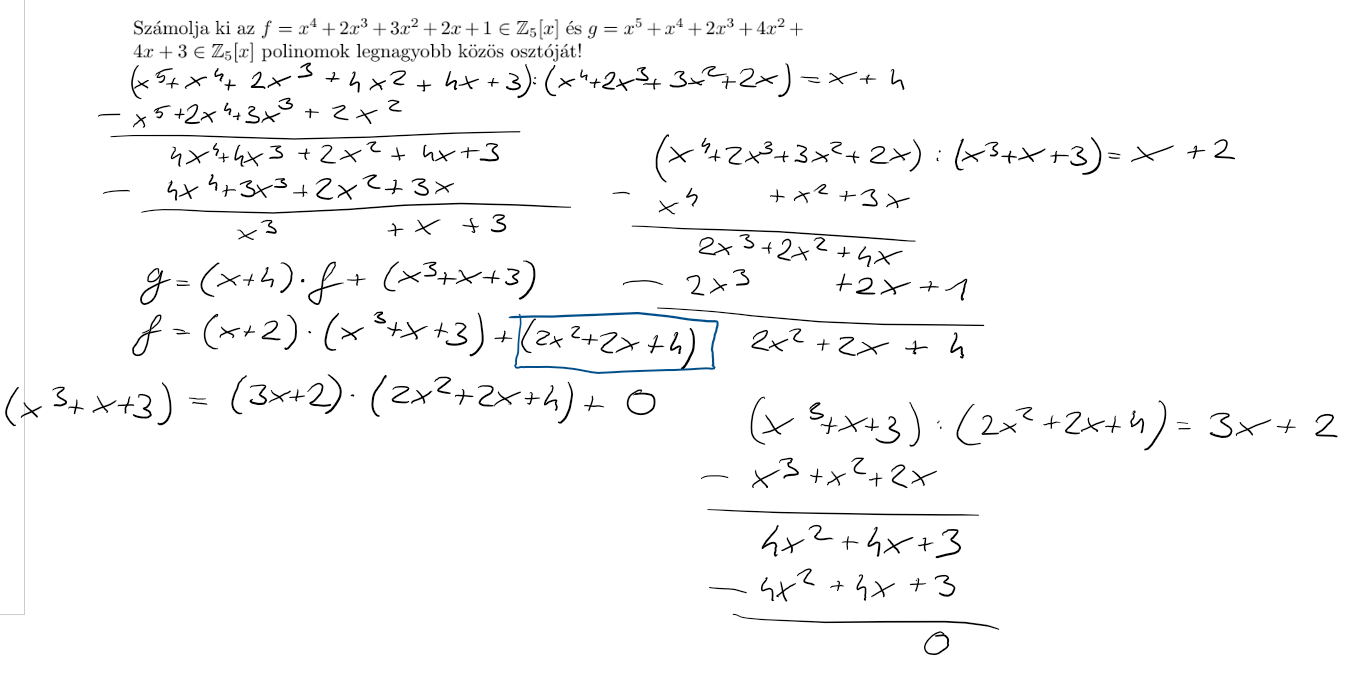 Számolja ki az f = x⁴ + 2x³ + 3x² + 2x + 1 ∈ ℤ₅[x] és g = x⁵ + x⁴ + 2x³ + 4x² +
4x + 3 ∈ ℤ₅[x] polinomok legnagyobb közös osztóját!
(x⁵+x⁴+2x³+4x²+4x+3):(x⁴+2x³+3x²+2x)=x+4
− x⁵+2x⁴+3x³+2x²
4x⁴+4x³+2x²+4x+3
− 4x⁴+3x³+2x²+3x
x³ +x +3
g=(x+4)·f+(x³+x+3)
f=(x+2)·(x³+x+3)+(2x²+2x+4)
(x³+x+3)=(3x+2)·(2x²+2x+4)+0
(x⁴+2x³+3x²+2x):(x³+x+3)=x+2
− x⁴ +x²+3x
2x³+2x²+4x
− 2x³ +2x+1
2x²+2x+4
(x³+x+3):(2x²+2x+4)=3x+2
− x³+x²+2x
4x²+4x+3
− 4x²+4x+3
0